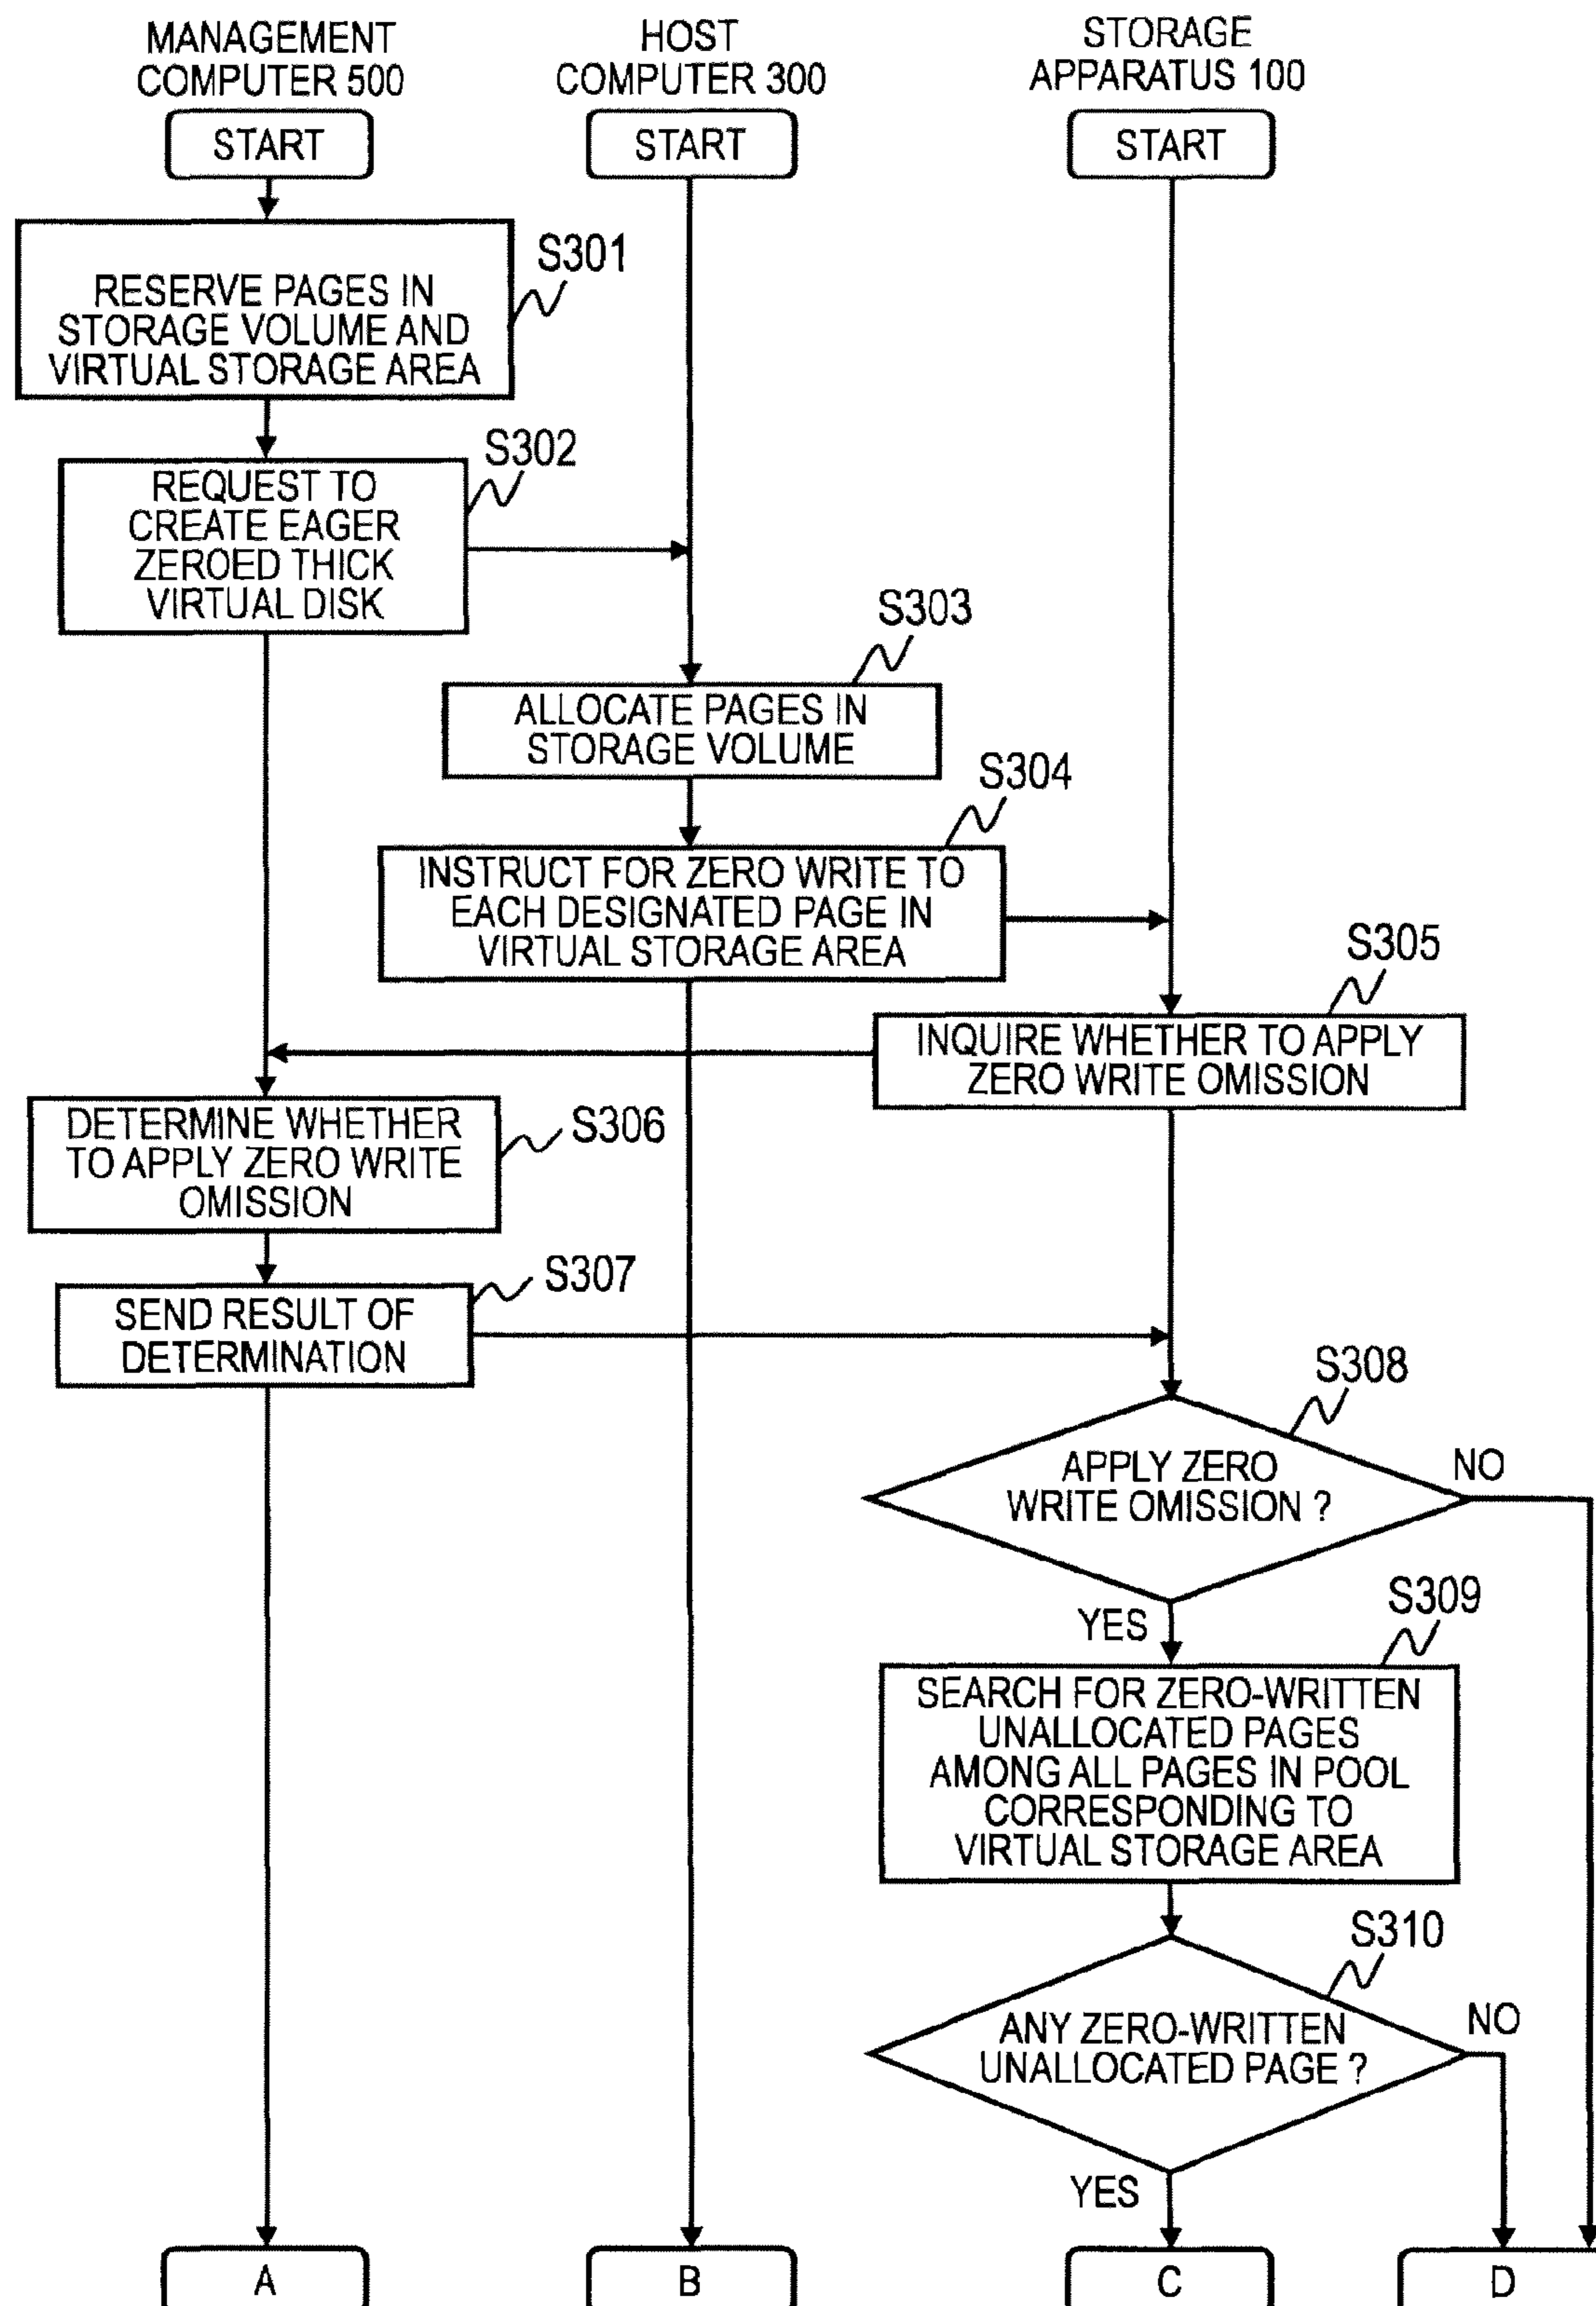 MANAGEMENT
COMPUTER 500
HOST
COMPUTER 300
STORAGE
APPARATUS 100
START
START
START
S301
RESERVE PAGES IN
STORAGE VOLUME AND
VIRTUAL STORAGE AREA
S302
REQUEST TO
CREATE EAGER
ZEROED THICK
VIRTUAL DISK
S303
ALLOCATE PAGES IN
STORAGE VOLUME
S304
INSTRUCT FOR ZERO WRITE TO
EACH DESIGNATED PAGE IN
VIRTUAL STORAGE AREA
S305
INQUIRE WHETHER TO APPLY
ZERO WRITE OMISSION
DETERMINE WHETHER
TO APPLY ZERO WRITE
OMISSION
S306
SEND RESULT OF
DETERMINATION
S307
S308
APPLY ZERO
WRITE OMISSION ?
NO
YES
S309
SEARCH FOR ZERO-WRITTEN
UNALLOCATED PAGES
AMONG ALL PAGES IN POOL
CORRESPONDING TO
VIRTUAL STORAGE AREA
S310
ANY ZERO-WRITTEN
UNALLOCATED PAGE ?
NO
YES
A
B
C
D